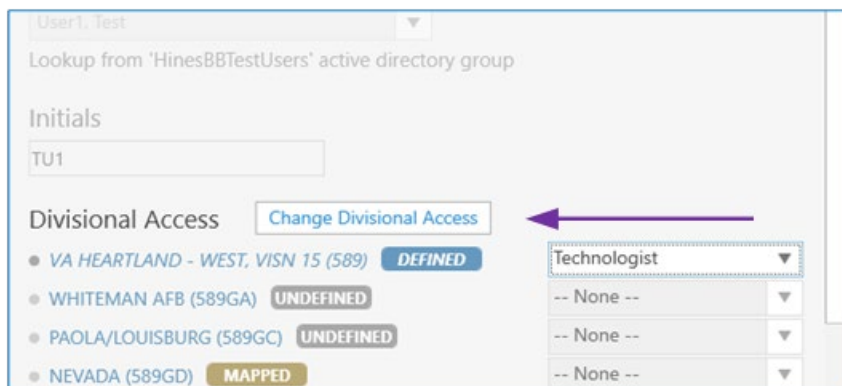 User1, Test
Lookup from 'HinesBBTestUsers' active directory group
Initials
TU1
Divisional Access Change Divisional Access
VA HEARTLAND - WEST, VISN 15 (589) DEFINED Technologist
WHITEMAN AFB (589GA) UNDEFINED -- None --
PAOLA/LOUISBURG (589GC) UNDEFINED -- None --
NEVADA (589GD) MAPPED -- None --